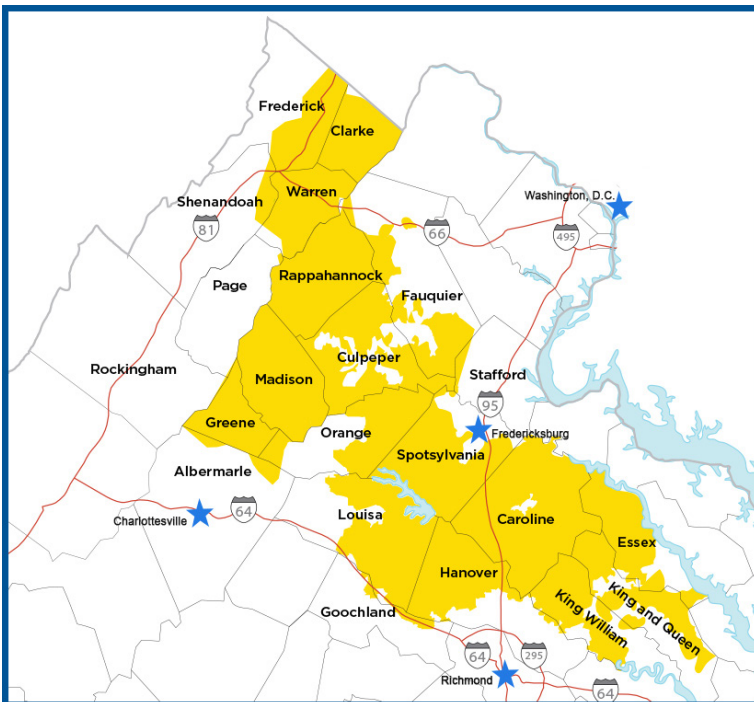 Frederick
Clarke
Shenandoah
Warren
Washington, D.C.
81
66
495
Rappahannock
Page
Fauquier
Culpeper
Rockingham
Madison
Stafford
95
Greene
Orange
Fredericksburg
Spotsylvania
Albermarle
64
Louisa
Charlottesville
Caroline
Essex
Hanover
King and Queen
King William
Goochland
64
295
Richmond
64